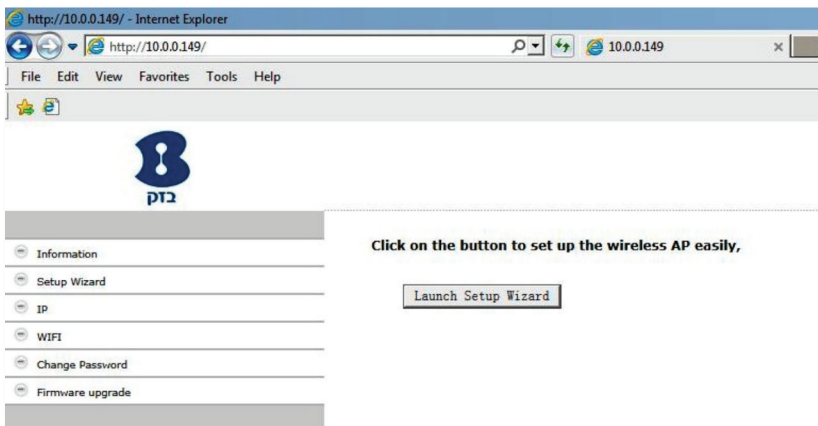 http://10.0.0.149/ - Internet Explorer
http://10.0.0.149/
10.0.0.149
File Edit View Favorites Tools Help
בזק
Information
Setup Wizard
IP
WIFI
Change Password
Firmware upgrade
Click on the button to set up the wireless AP easily,
Launch Setup Wizard